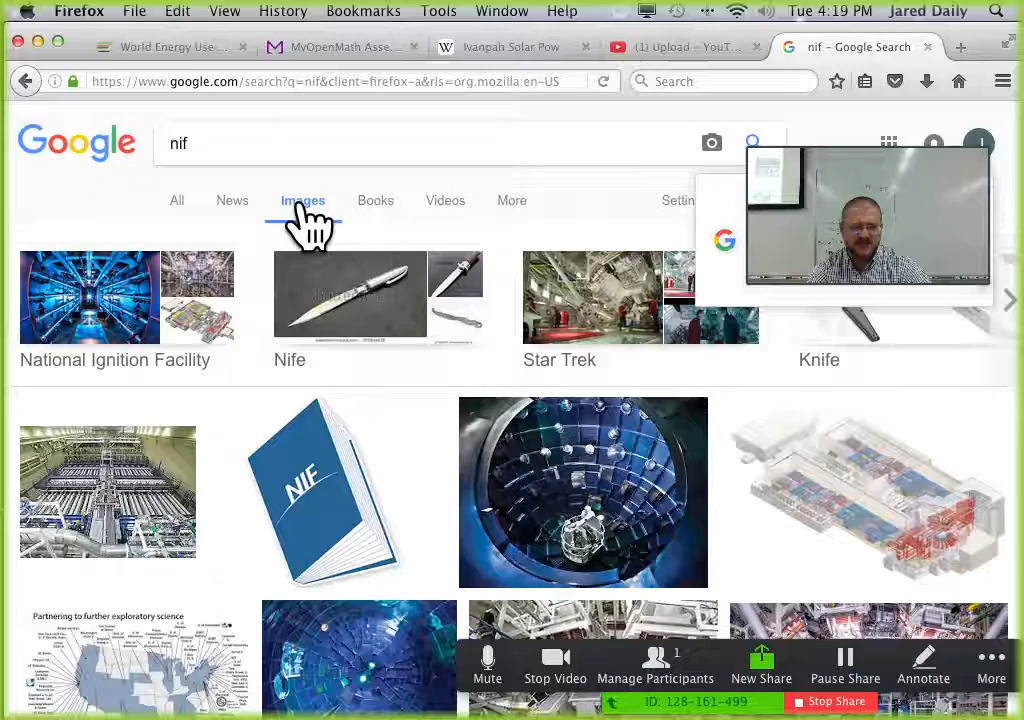 Firefox File Edit View History Bookmarks Tools Window Help Tue 4:19 PM Jared Daily
World Energy Use ... MyOpenMath Asse... Ivanpah Solar Pow (1) Upload – YouT... nif – Google Search
https://www.google.com/search?q=nif&client=firefox-a&rls=org.mozilla:en-US Search
Google nif
All News Images Books Videos More Settin
National Ignition Facility Nife Star Trek Knife
NIF
Partnering to further exploratory science
1
Mute Stop Video Manage Participants New Share Pause Share Annotate More
ID: 128-161-499 Stop Share